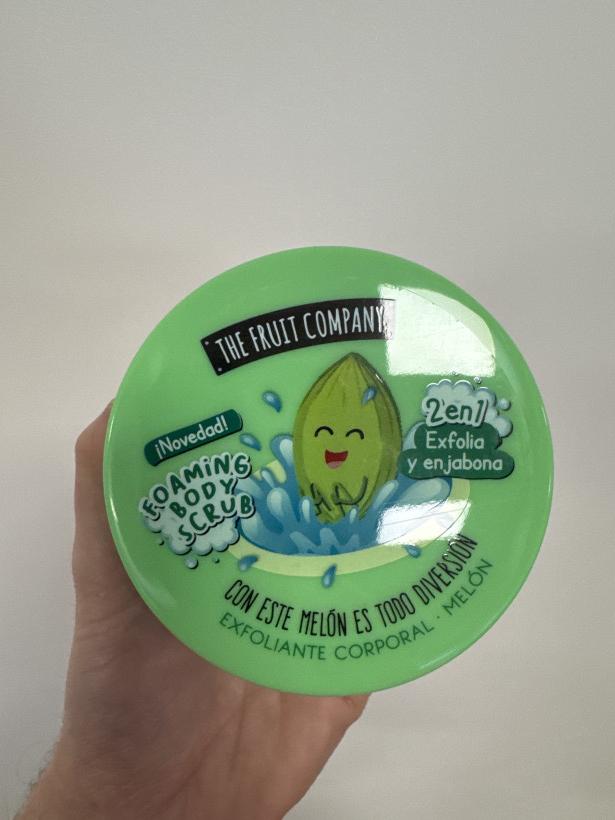 THE FRUIT COMPANY
¡Novedad!
FOAMING
BODY
SCRUB
2en1
Exfolia
y enjabona
CON ESTE MELÓN ES TODO DIVERSIÓN
EXFOLIANTE CORPORAL · MELÓN